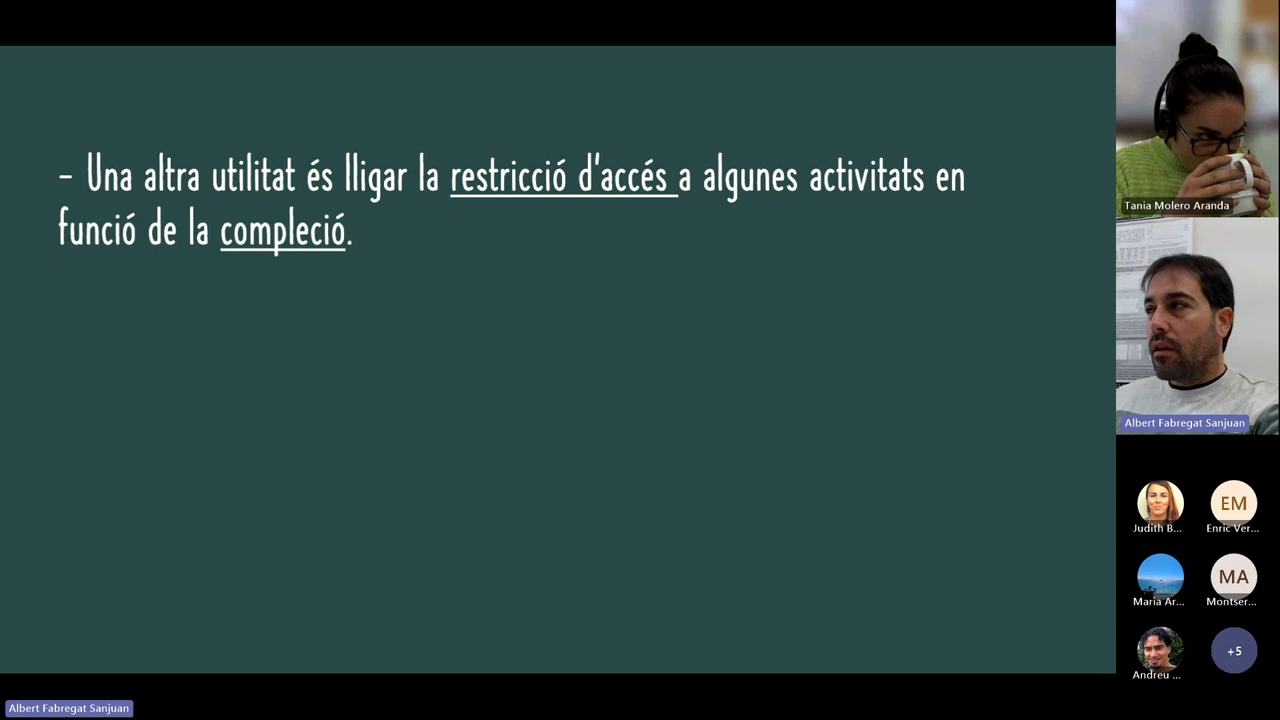 - Una altra utilitat és lligar la restricció d'accés a algunes activitats en
funció de la compleció.
Tania Molero Aranda
Albert Fabregat Sanjuan
Judith B...
EM
Enric Ver...
Maria Ar...
MA
Montser...
Andreu ...
+5
Albert Fabregat Sanjuan